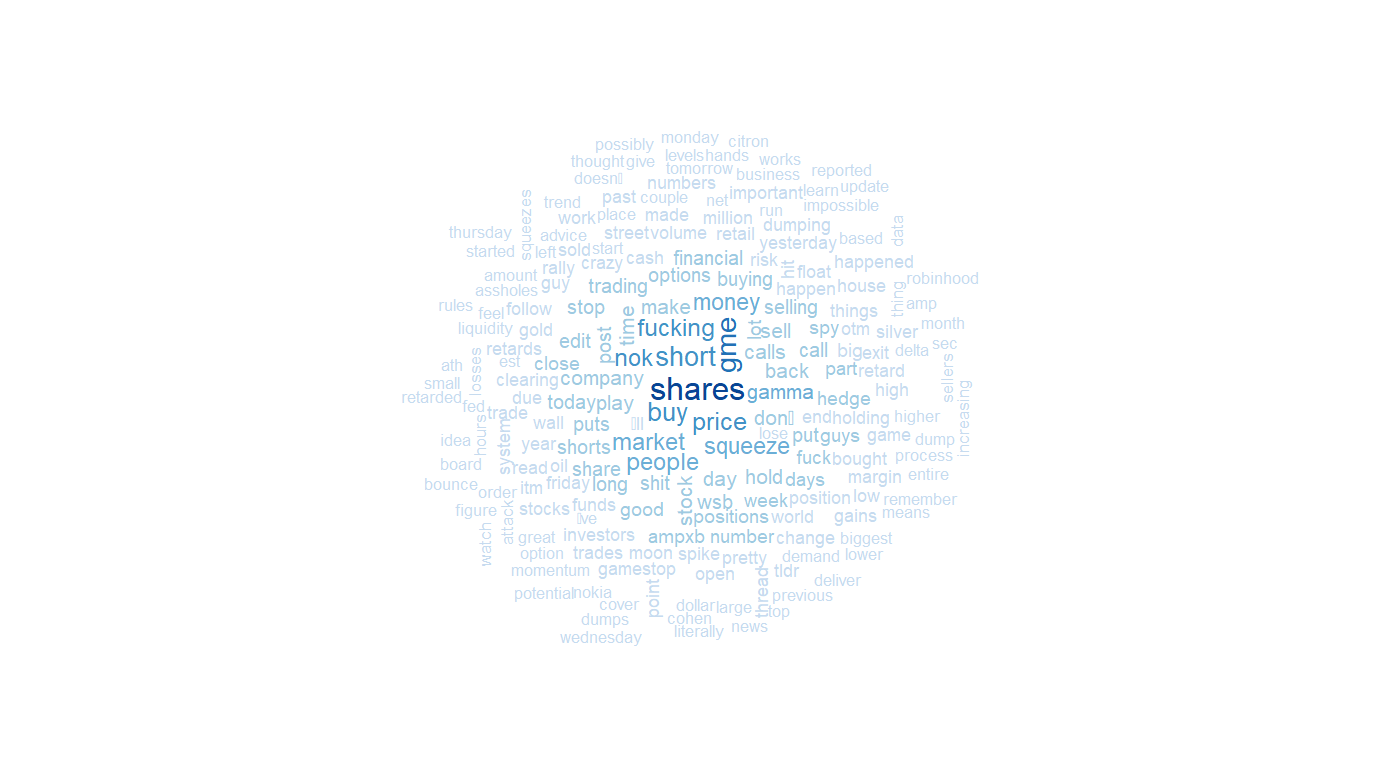 possibly monday citron
thought give levels hands works
doesn▯ tomorrow business reported
numbers important learn update
trend past couple net run impossible
squeezes work place made million dumping data
thursday advice street volume retail yesterday based
started left sold start cash financial risk hit float happened
amount rally crazy options buying happen house robinhood
assholes guy trading money selling things thing amp
rules feel follow stop time make gme lot
liquidity gold edit post fucking sell spy otm silver month
retards close nok short calls call big exit delta sec
ath losses est company back part retard sellers
small clearing shares gamma hedge high increasing
retarded fed trade due today play buy
hours system wall puts ▯ll price don▯ end holding higher
idea year shorts market squeeze lose put guys game dump
board read oil share people fuck bought process
bounce order itm friday long shit stock day hold days margin entire
figure attack stocks ▯ve funds good wsb week position low remember
positions world gains means
watch great investors ampxb number change biggest
option trades moon spike pretty demand lower
momentum gamestop open thread tldr deliver
potential nokia point previous
cover dollar large top
dumps cohen news
wednesday literally